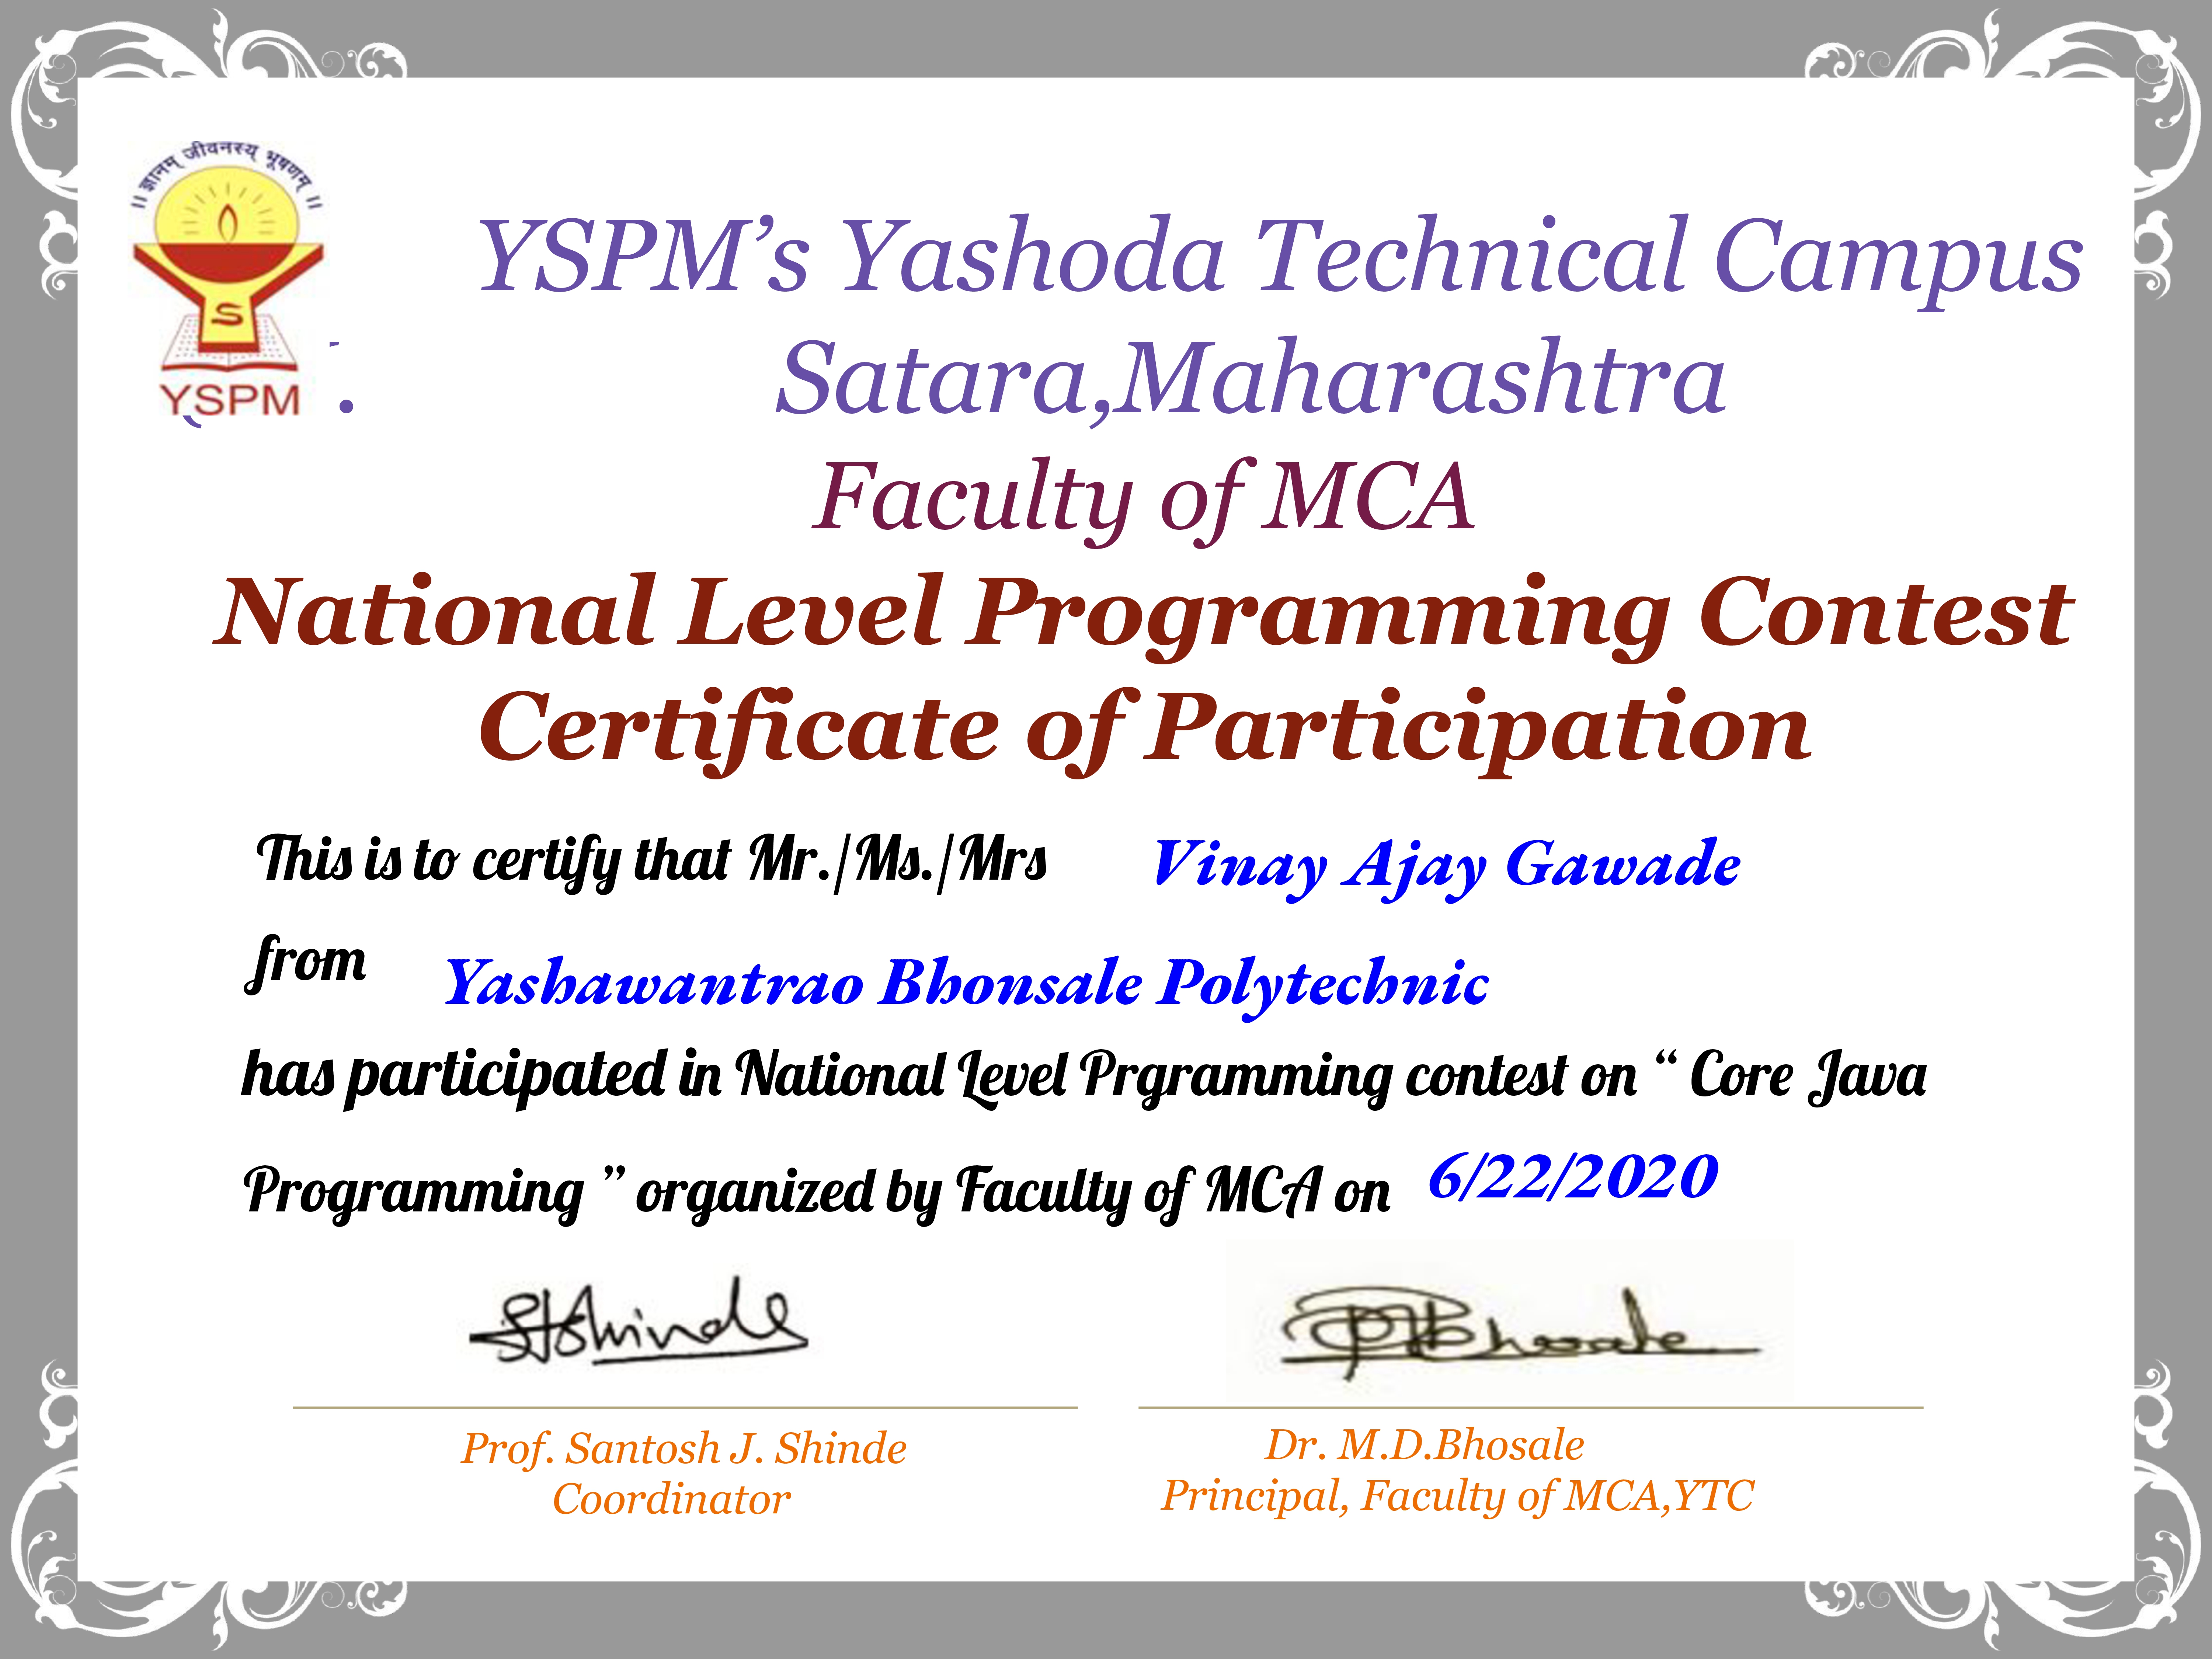 ॥ ज्ञानम् जीवनस्य भूषणम् ॥
S
YSPM
YSPM’s Yashoda Technical Campus
Satara,Maharashtra
Faculty of MCA
National Level Programming Contest
Certificate of Participation
This is to certify that Mr./Ms./Mrs Vinay Ajay Gawade
from Yashawantrao Bhonsale Polytechnic
has participated in National Level Prgramming contest on “ Core Java
Programming ” organized by Faculty of MCA on 6/22/2020
Prof. Santosh J. Shinde
Coordinator
Dr. M.D.Bhosale
Principal, Faculty of MCA,YTC